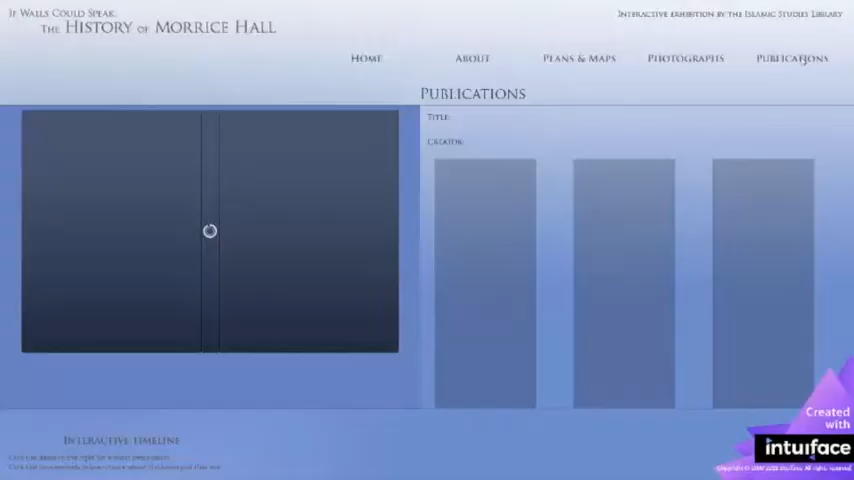 If Walls Could Speak:
The History of Morrice Hall
Interactive exhibition by the Islamic Studies Library
Home
About
Plans & Maps
Photographs
Publications
Publications
Title:
Creator:
Created
with
intuiface
Interactive timeline